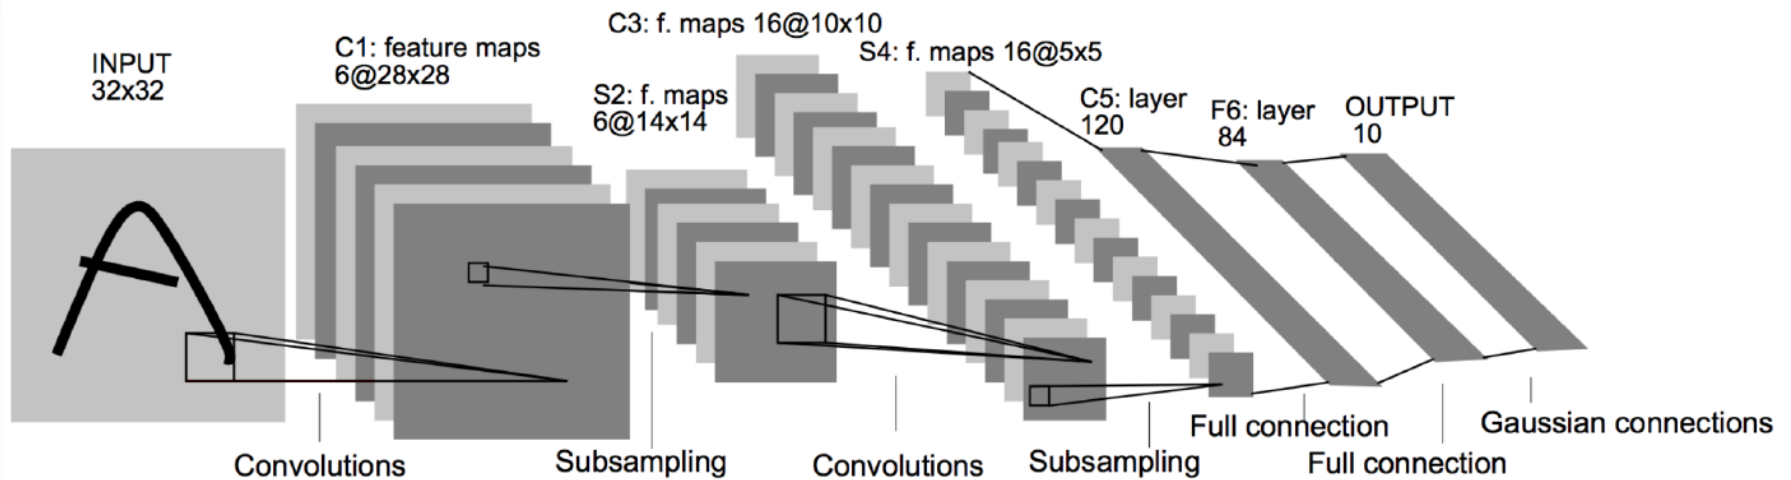 INPUT
32x32
C1: feature maps
6@28x28
S2: f. maps
6@14x14
C3: f. maps 16@10x10
S4: f. maps 16@5x5
C5: layer
120
F6: layer
84
OUTPUT
10
Convolutions
Subsampling
Convolutions
Subsampling
Full connection
Full connection
Gaussian connections